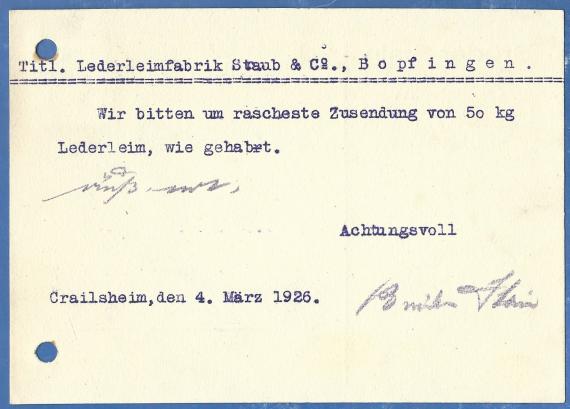 Titl. Lederleimfabrik Staub & Co., Bopfingen.
Wir bitten um rascheste Zusendung von 50 kg
Lederleim, wie gehabt.
Achtungsvoll
Crailsheim,den 4. März 1926.